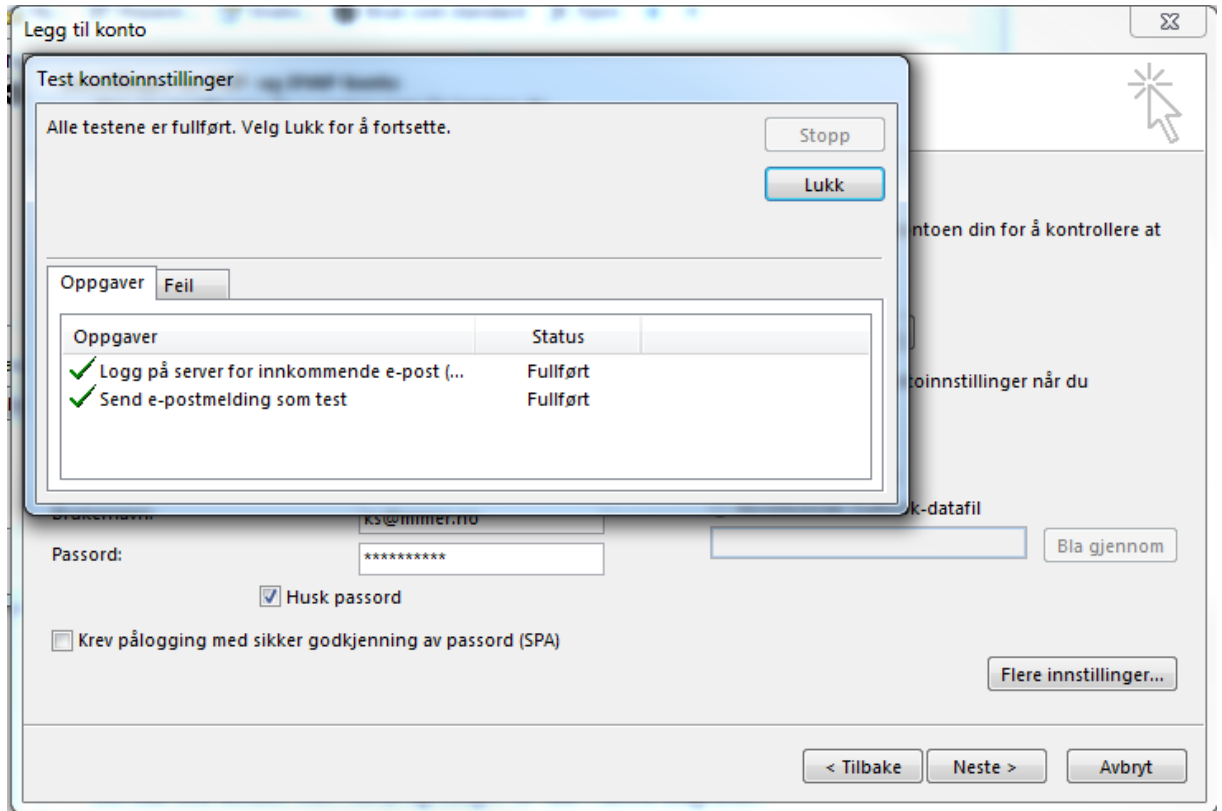 Legg til konto
Test kontoinnstillinger
Alle testene er fullført. Velg Lukk for å fortsette.
Stopp
Lukk
ntoen din for å kontrollere at
Oppgaver Feil
Oppgaver Status
Logg på server for innkommende e-post (... Fullført
Send e-postmelding som test Fullført
toinnstillinger når du
k-datafil
ks@mimer.no
Passord: ********** Bla gjennom
Husk passord
Krev pålogging med sikker godkjenning av passord (SPA)
Flere innstillinger...
< Tilbake Neste > Avbryt